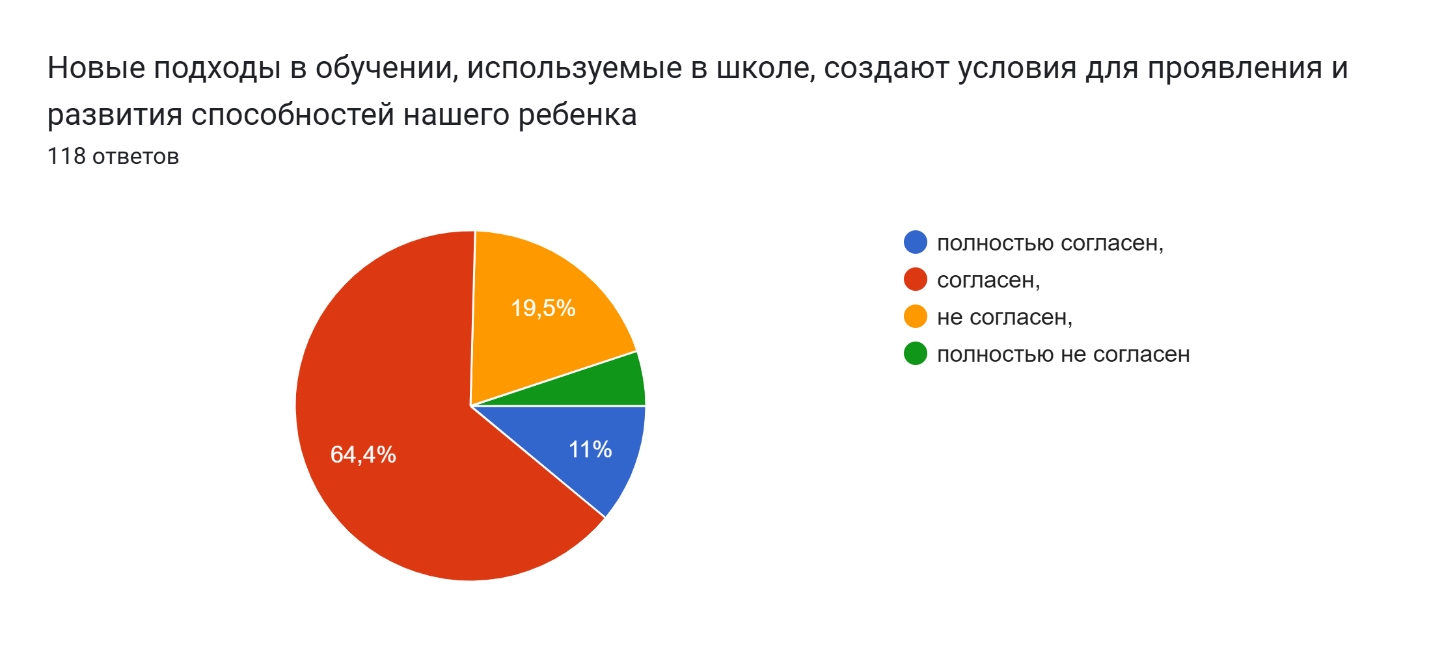 Новые подходы в обучении, используемые в школе, создают условия для проявления и
развития способностей нашего ребенка
118 ответов
полностью согласен,
согласен,
не согласен,
полностью не согласен
19,5%
11%
64,4%